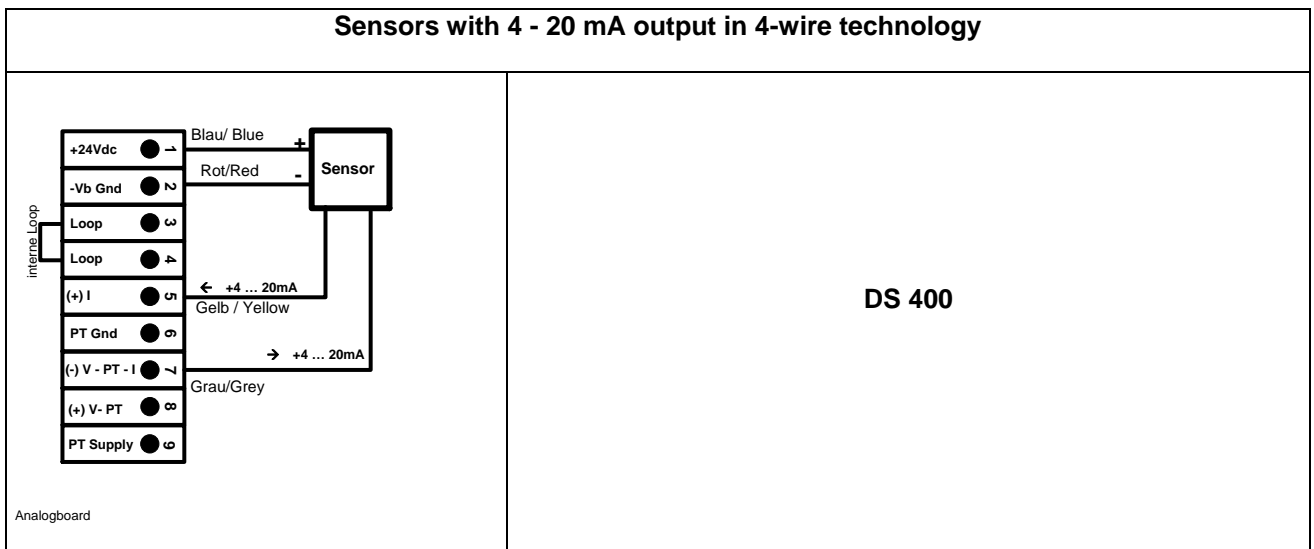 Sensors with 4 - 20 mA output in 4-wire technology
+24Vdc 1
Blau/ Blue
+
Sensor
-Vb Gnd 2
Rot/Red
-
interne Loop
Loop 3
Loop 4
(+) I 5
← +4 … 20mA
Gelb / Yellow
PT Gnd 6
→ +4 … 20mA
(-) V - PT - I 7
Grau/Grey
(+) V- PT 8
PT Supply 9
Analogboard
DS 400